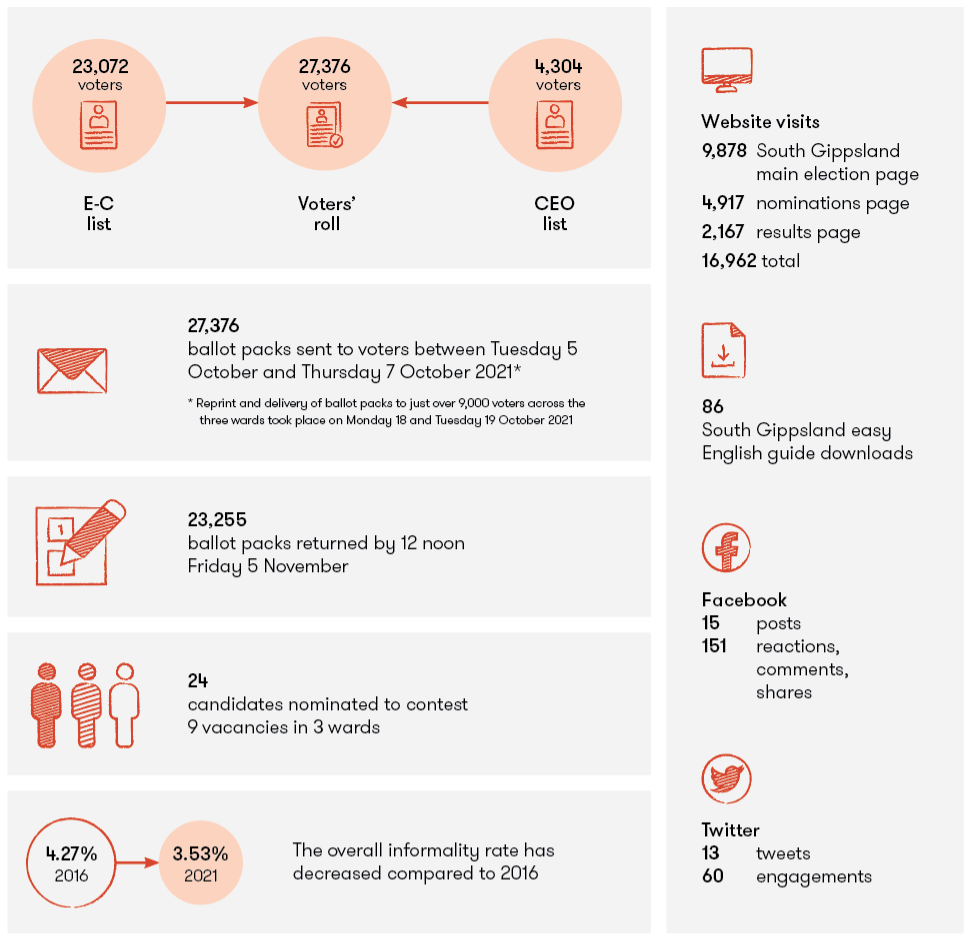 23,072
voters
E-C
list
27,376
voters
Voters’
roll
4,304
voters
CEO
list
27,376
ballot packs sent to voters between Tuesday 5
October and Thursday 7 October 2021*
* Reprint and delivery of ballot packs to just over 9,000 voters across the
three wards took place on Monday 18 and Tuesday 19 October 2021
1
23,255
ballot packs returned by 12 noon
Friday 5 November
24
candidates nominated to contest
9 vacancies in 3 wards
4.27%
2016
3.53%
2021
The overall informality rate has
decreased compared to 2016
Website visits
9,878 South Gippsland
main election page
4,917 nominations page
2,167 results page
16,962 total
86
South Gippsland easy
English guide downloads
Facebook
15 posts
151 reactions,
comments,
shares
Twitter
13 tweets
60 engagements